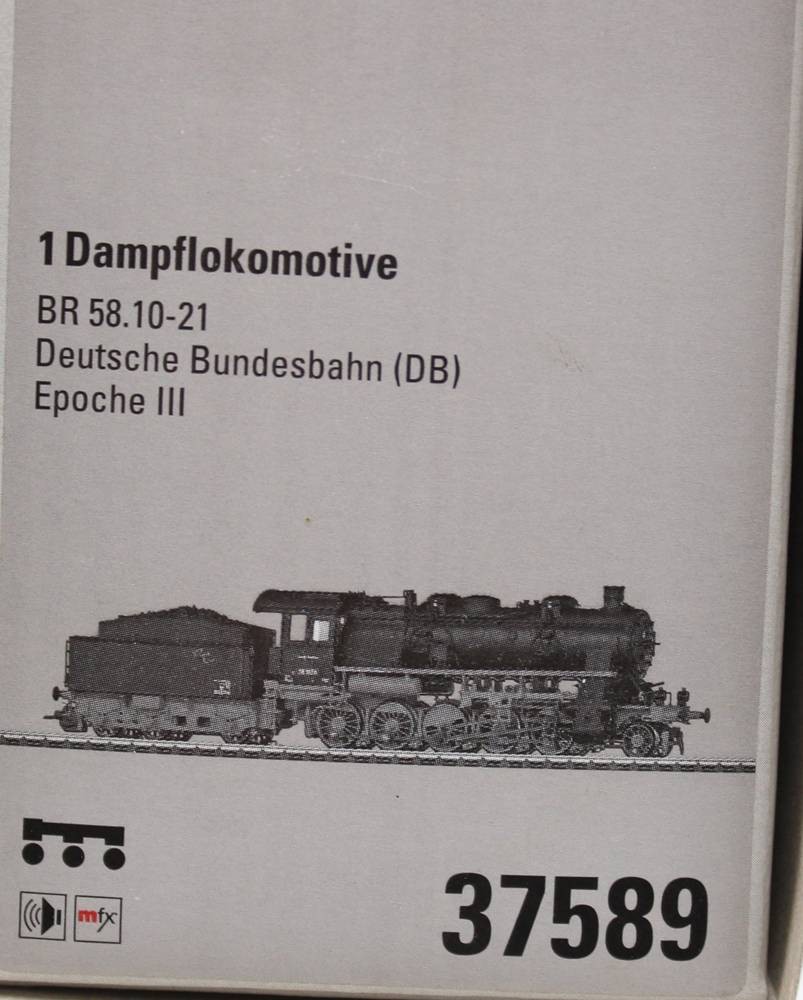 1 Dampflokomotive
BR 58.10-21
Deutsche Bundesbahn (DB)
Epoche III
mfx
37589